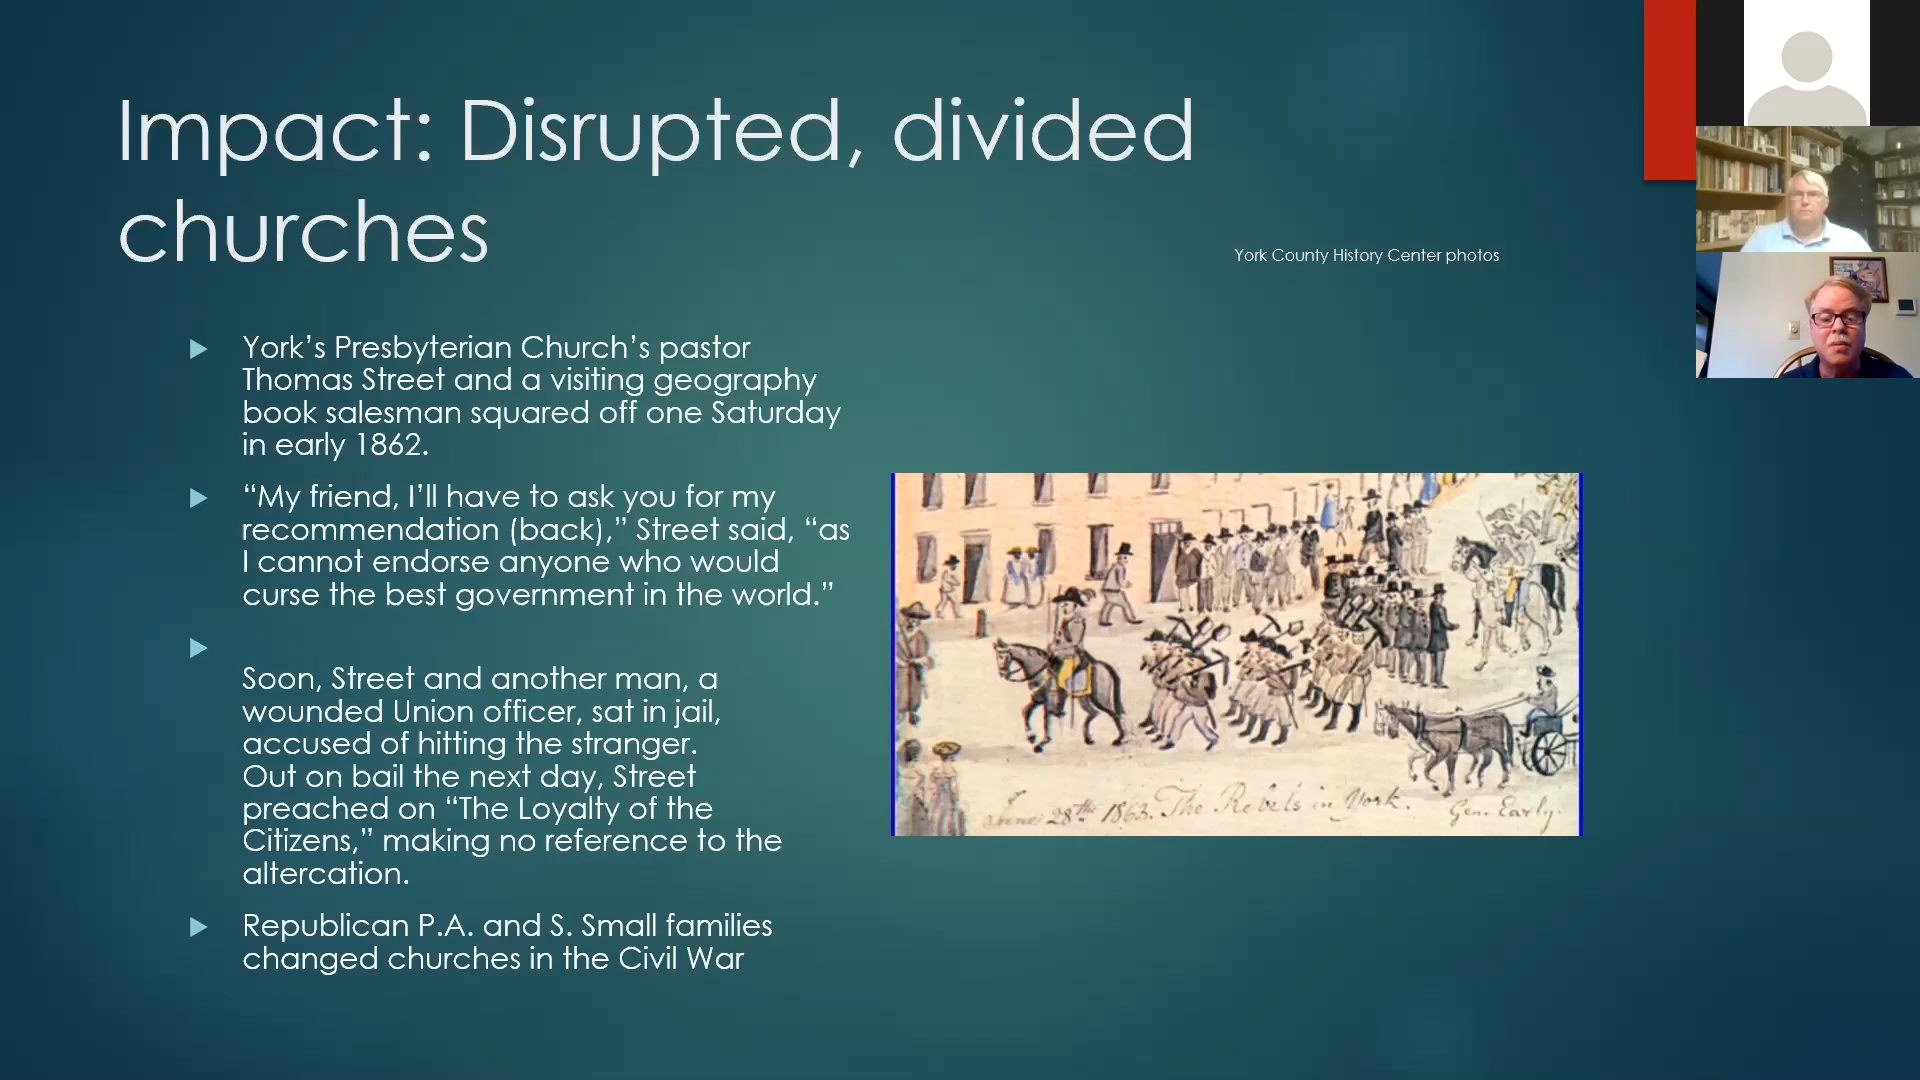 Impact: Disrupted, divided
churches
York County History Center photos
York’s Presbyterian Church’s pastor
Thomas Street and a visiting geography
book salesman squared off one Saturday
in early 1862.
“My friend, I’ll have to ask you for my
recommendation (back),” Street said, “as
I cannot endorse anyone who would
curse the best government in the world.”
Soon, Street and another man, a
wounded Union officer, sat in jail,
accused of hitting the stranger.
Out on bail the next day, Street
preached on “The Loyalty of the
Citizens,” making no reference to the
altercation.
Republican P.A. and S. Small families
changed churches in the Civil War
June 28th 1863. The Rebels in York. Gen. Early.